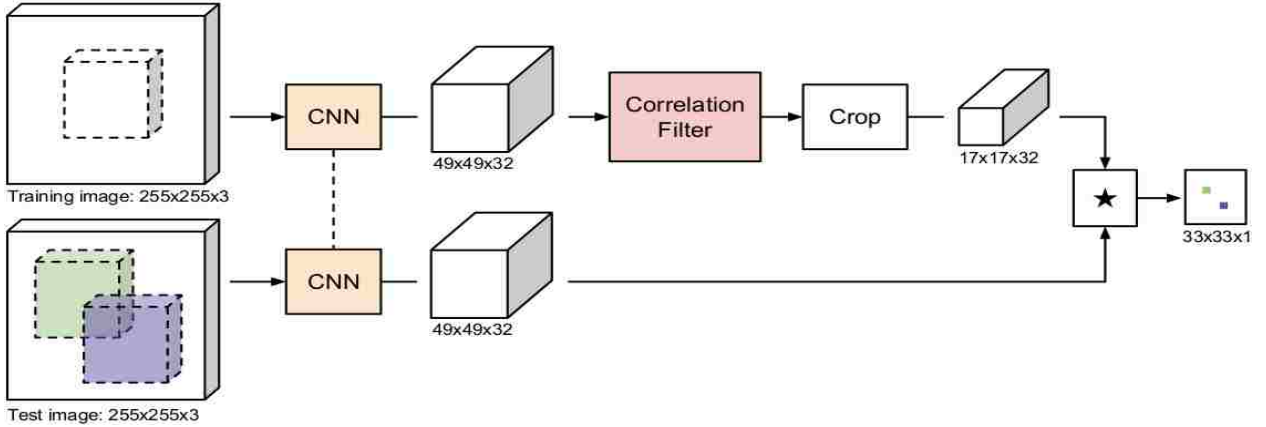 Training image: 255x255x3
CNN
49x49x32
Correlation
Filter
Crop
17x17x32
★
33x33x1
Test image: 255x255x3
CNN
49x49x32